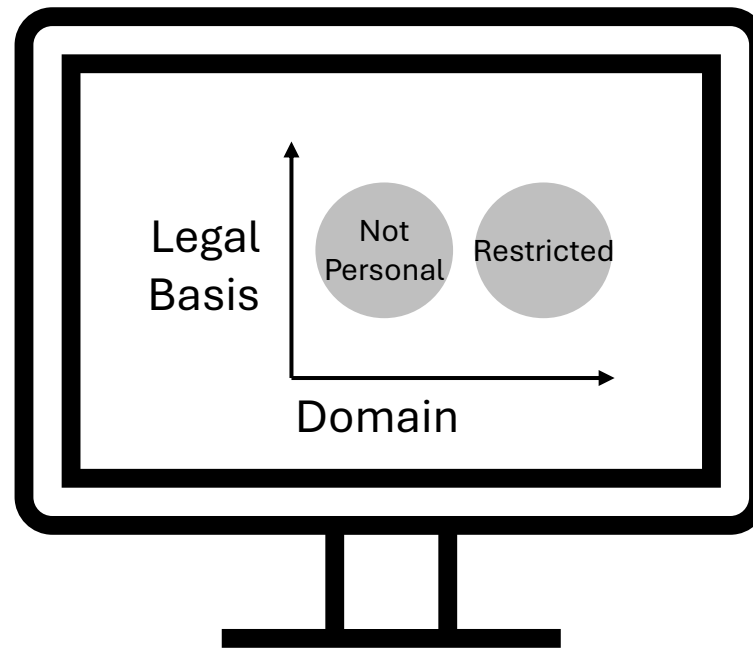 Legal
Basis
Not
Personal
Restricted
Domain